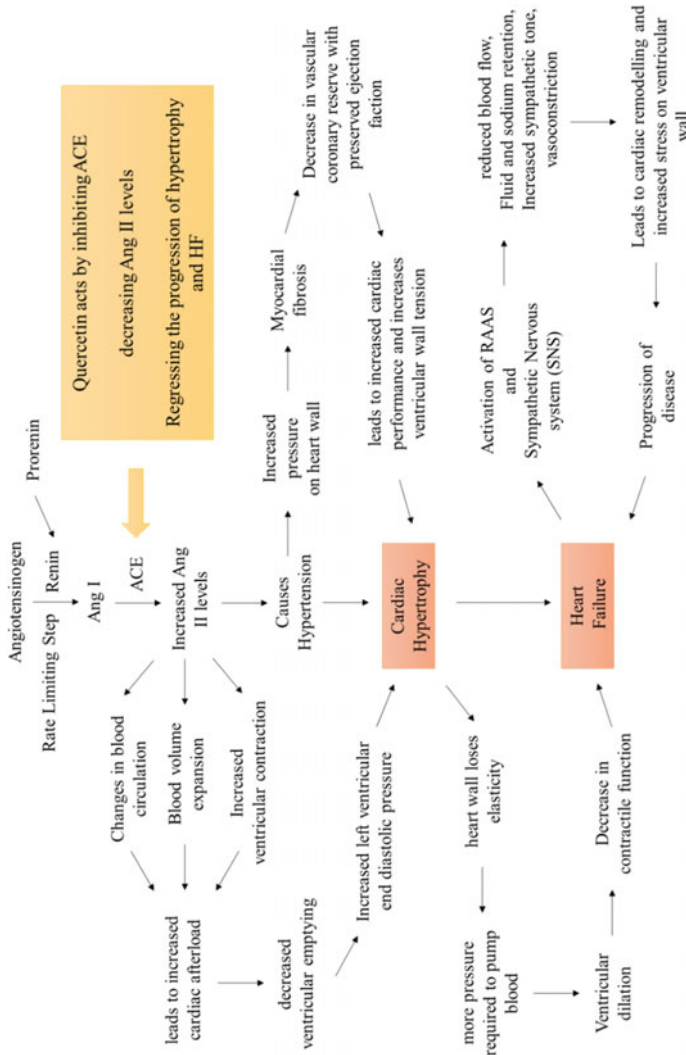 Angiotensinogen
Prorenin
Rate Limiting Step
Renin
Ang I
ACE
Quercetin acts by inhibiting ACE
decreasing Ang II levels
Regressing the progression of hypertrophy
and HF
Increased Ang
II levels
Changes in blood
circulation
Blood volume
expansion
Increased
ventricular contraction
leads to increased
cardiac afterload
decreased
ventricular emptying
Increased left ventricular
end diastolic pressure
Causes
Hypertension
Increased
pressure
on heart wall
Myocardial
fibrosis
Decrease in vascular
coronary reserve with
preserved ejection
faction
leads to increased cardiac
performance and increases
ventricular wall tension
Cardiac
Hypertrophy
heart wall loses
elasticity
more pressure
required to pump
blood
Ventricular
dilation
Decrease in
contractile function
Heart
Failure
Activation of RAAS
and
Sympathetic Nervous
system (SNS)
reduced blood flow,
Fluid and sodium retention,
Increased sympathetic tone,
vasoconstriction
Leads to cardiac remodelling and
increased stress on ventricular
wall
Progression of
disease